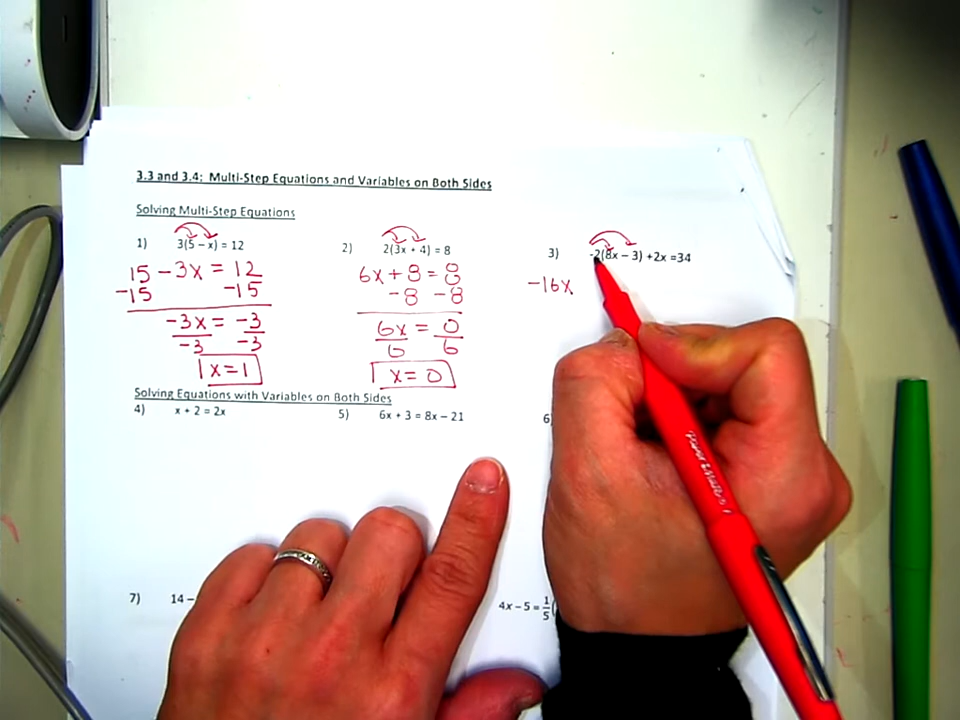 3.3 and 3.4: Multi-Step Equations and Variables on Both Sides
Solving Multi-Step Equations
1) 3(5 – x) = 12
15 - 3x = 12
-15 -15
-3x = -3
-3 -3
x = 1
2) 2(3x + 4) = 8
6x + 8 = 8
-8 -8
6x = 0
6 6
x = 0
3) -2(8x – 3) +2x =34
-16x
Solving Equations with Variables on Both Sides
4) x + 2 = 2x
5) 6x + 3 = 8x – 21
6)
7) 14 –
4x – 5 = 1/5(